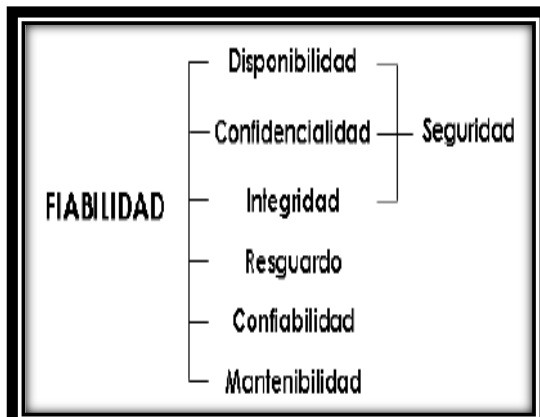 Disponibilidad
Confidencialidad
Seguridad
FIABILIDAD
Integridad
Resguardo
Confiabilidad
Mantenibilidad